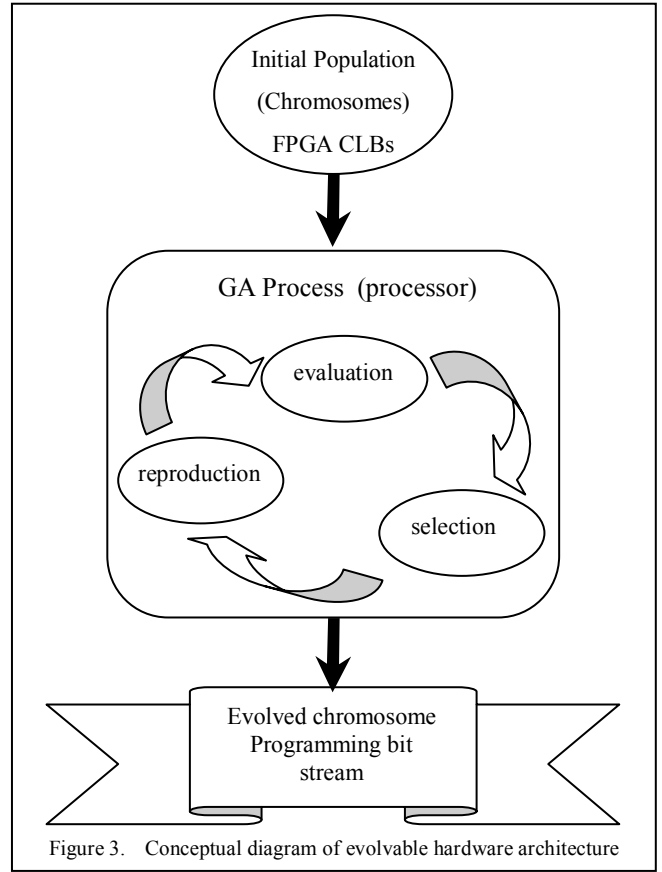 Initial Population
(Chromosomes)
FPGA CLBs
GA Process (processor)
evaluation
reproduction
selection
Evolved chromosome
Programming bit
stream
Figure 3. Conceptual diagram of evolvable hardware architecture